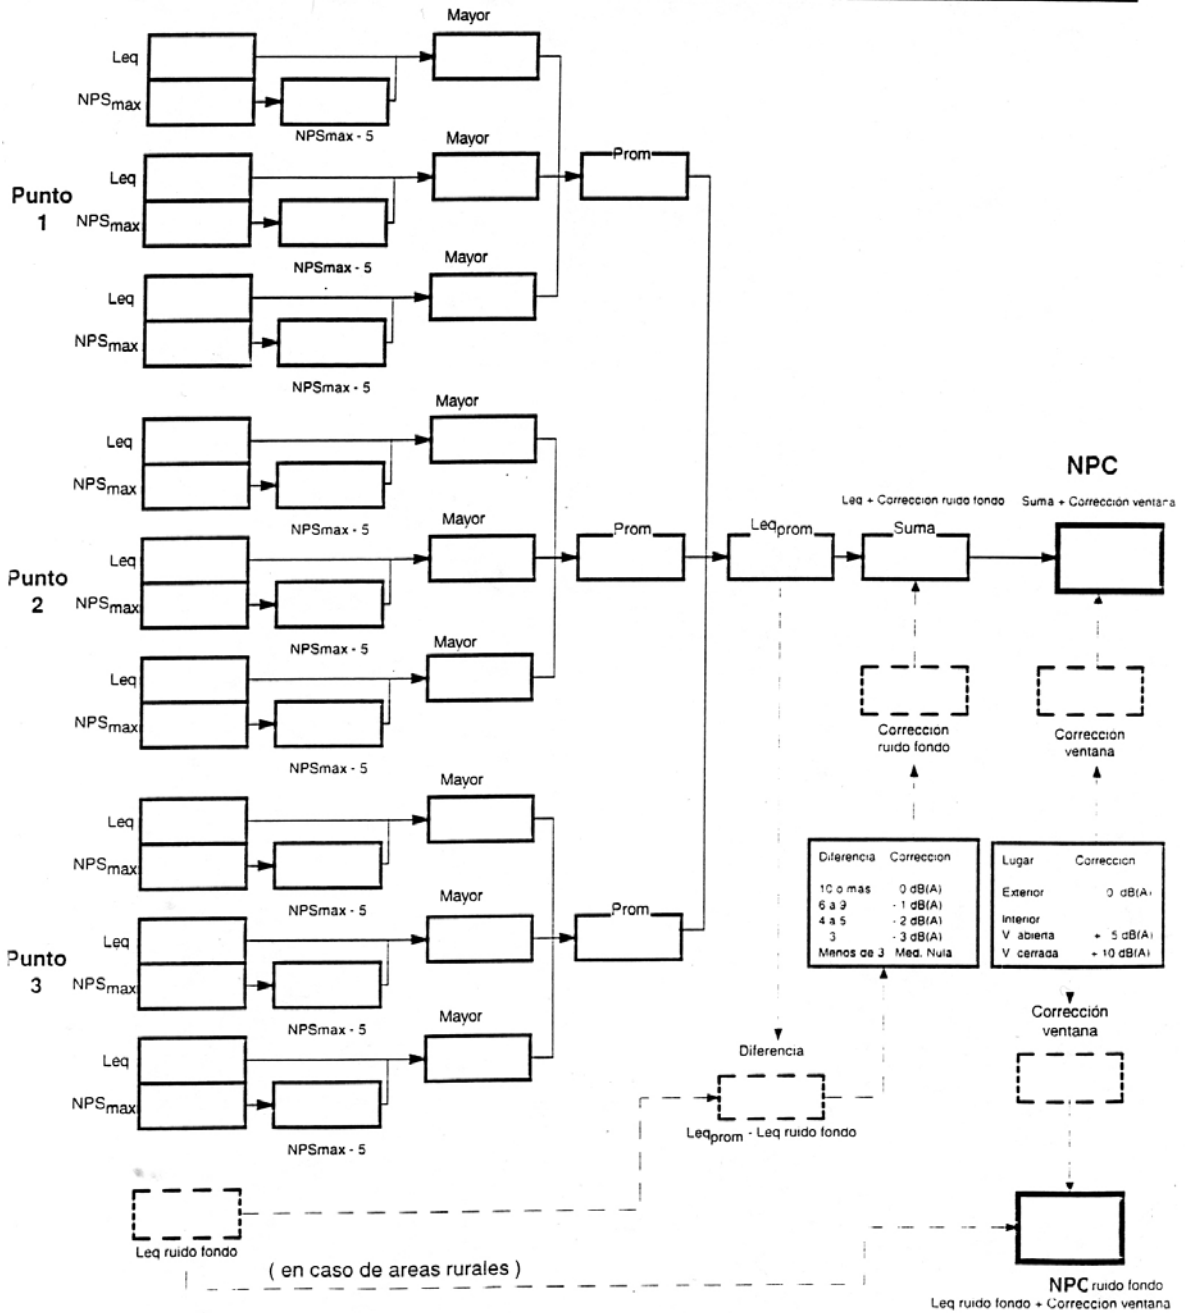 Mayor
Leq
NPSmax
NPSmax - 5
Mayor
Prom
Leq
Punto
1
NPSmax
NPSmax - 5
Mayor
Leq
NPSmax
NPSmax - 5
Mayor
Leq
NPSmax
NPSmax - 5
NPC
Leq + Correccion ruido fondo
Suma + Corrección ventana
Mayor
Prom
Leqprom
Suma
Leq
Punto
2
NPSmax
NPSmax - 5
Mayor
Leq
NPSmax
NPSmax - 5
Correccion
ruido fondo
Correccion
ventana
Mayor
Leq
NPSmax
NPSmax - 5
Diferencia Correccion
10 o mas 0 dB(A)
6 a 9 - 1 dB(A)
4 a 5 - 2 dB(A)
3 - 3 dB(A)
Menos de 3 Med. Nula
Lugar Correccion
Exterior 0 dB(A)
Interior
V abierta + 5 dB(A)
V cerrada + 10 dB(A)
Mayor
Prom
Leq
Punto
3
NPSmax
NPSmax - 5
Mayor
Leq
NPSmax
NPSmax - 5
Corrección
ventana
Diferencia
Leqprom - Leq ruido fondo
Leq ruido fondo
( en caso de areas rurales )
NPC ruido fondo
Leq ruido fondo + Correccion ventana